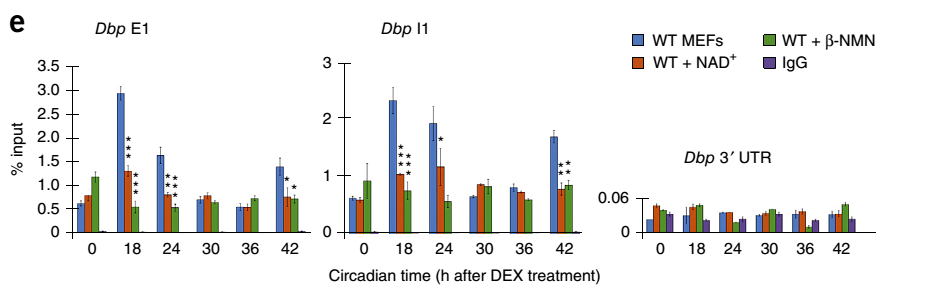 e
Dbp E1
Dbp I1
WT MEFs
WT + NAD+
WT + β-NMN
IgG
% input
3.5
3.0
2.5
2.0
1.5
1.0
0.5
0
***
***
***
***
*
*
0 18 24 30 36 42
3
2
1
0
***
***
*
**
**
0 18 24 30 36 42
Dbp 3′ UTR
0.06
0
0 18 24 30 36 42
Circadian time (h after DEX treatment)